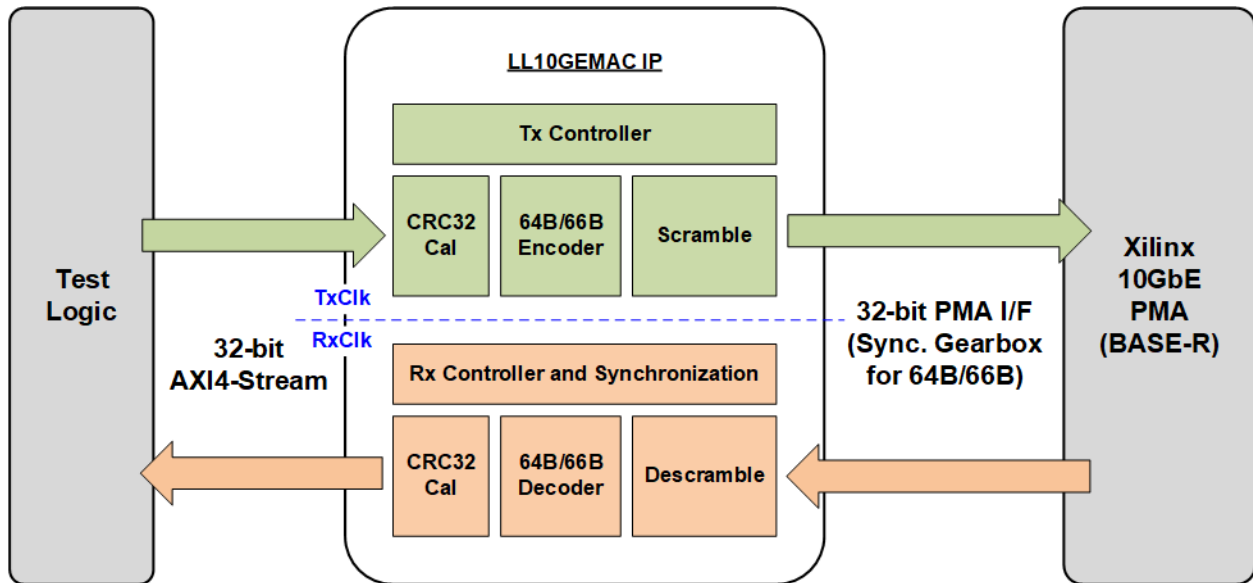 LL10GEMAC IP
Tx Controller
CRC32
Cal
64B/66B
Encoder
Scramble
Test
Logic
TxClk
RxClk
32-bit
AXI4-Stream
Xilinx
10GbE
PMA
(BASE-R)
32-bit PMA I/F
(Sync. Gearbox
for 64B/66B)
Rx Controller and Synchronization
CRC32
Cal
64B/66B
Decoder
Descramble